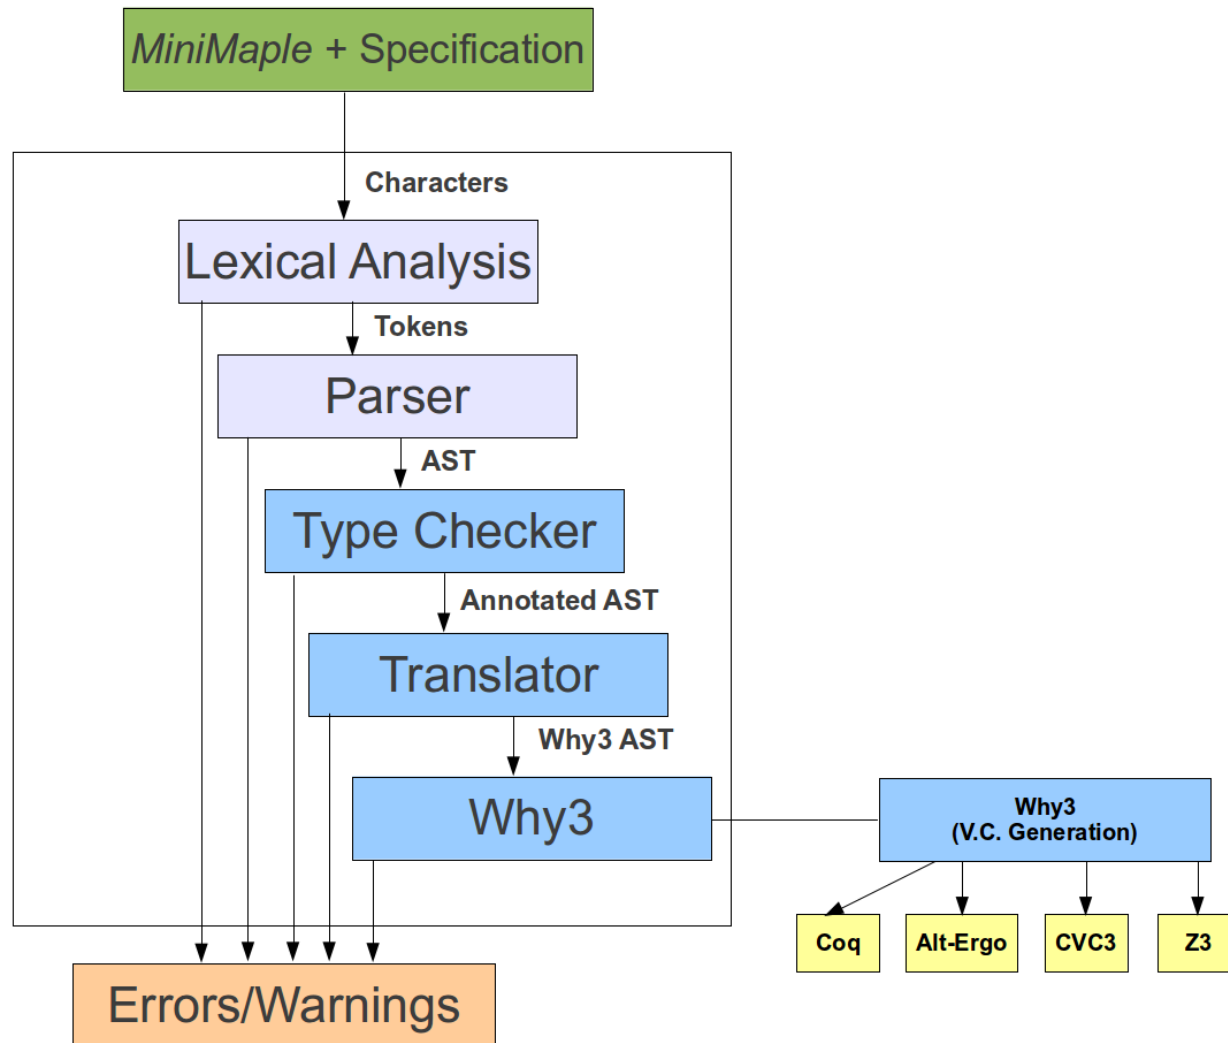 MiniMaple + Specification
Characters
Lexical Analysis
Tokens
Parser
AST
Type Checker
Annotated AST
Translator
Why3 AST
Why3
Why3
(V.C. Generation)
Coq
Alt-Ergo
CVC3
Z3
Errors/Warnings